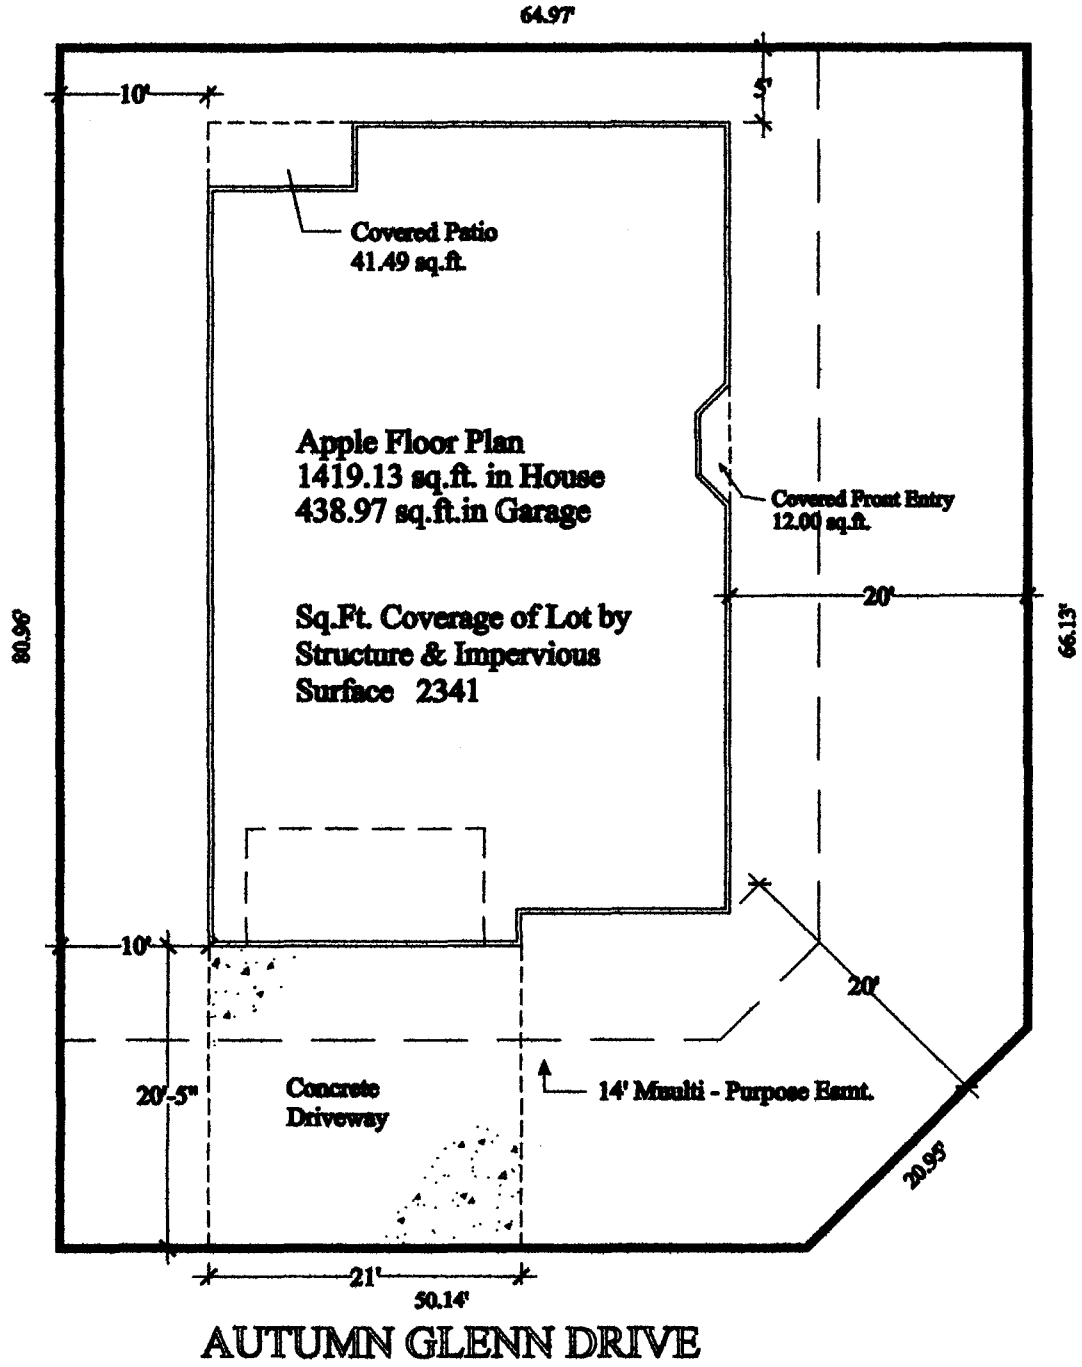 64.97'
10'
5'
Covered Patio
41.49 sq.ft.
Apple Floor Plan
1419.13 sq.ft. in House
438.97 sq.ft.in Garage
Covered Front Entry
12.00 sq.ft.
20'
80.96'
66.13'
Sq.Ft. Coverage of Lot by
Structure & Impervious
Surface 2341
10'
20'
20'-5"
Concrete
Driveway
14' Muulti - Purpose Esmt.
20.95'
21'
50.14'
AUTUMN GLENN DRIVE